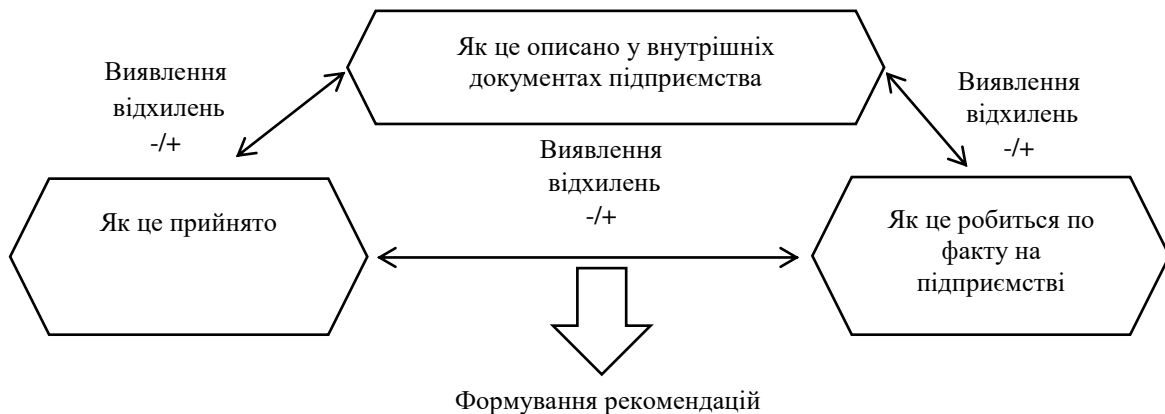 Як це описано у внутрішніх
документах підприємства
Виявлення
відхилень
-/+
Виявлення
відхилень
-/+
Виявлення
відхилень
-/+
Як це прийнято
Як це робиться по
факту на
підприємстві
Формування рекомендацій